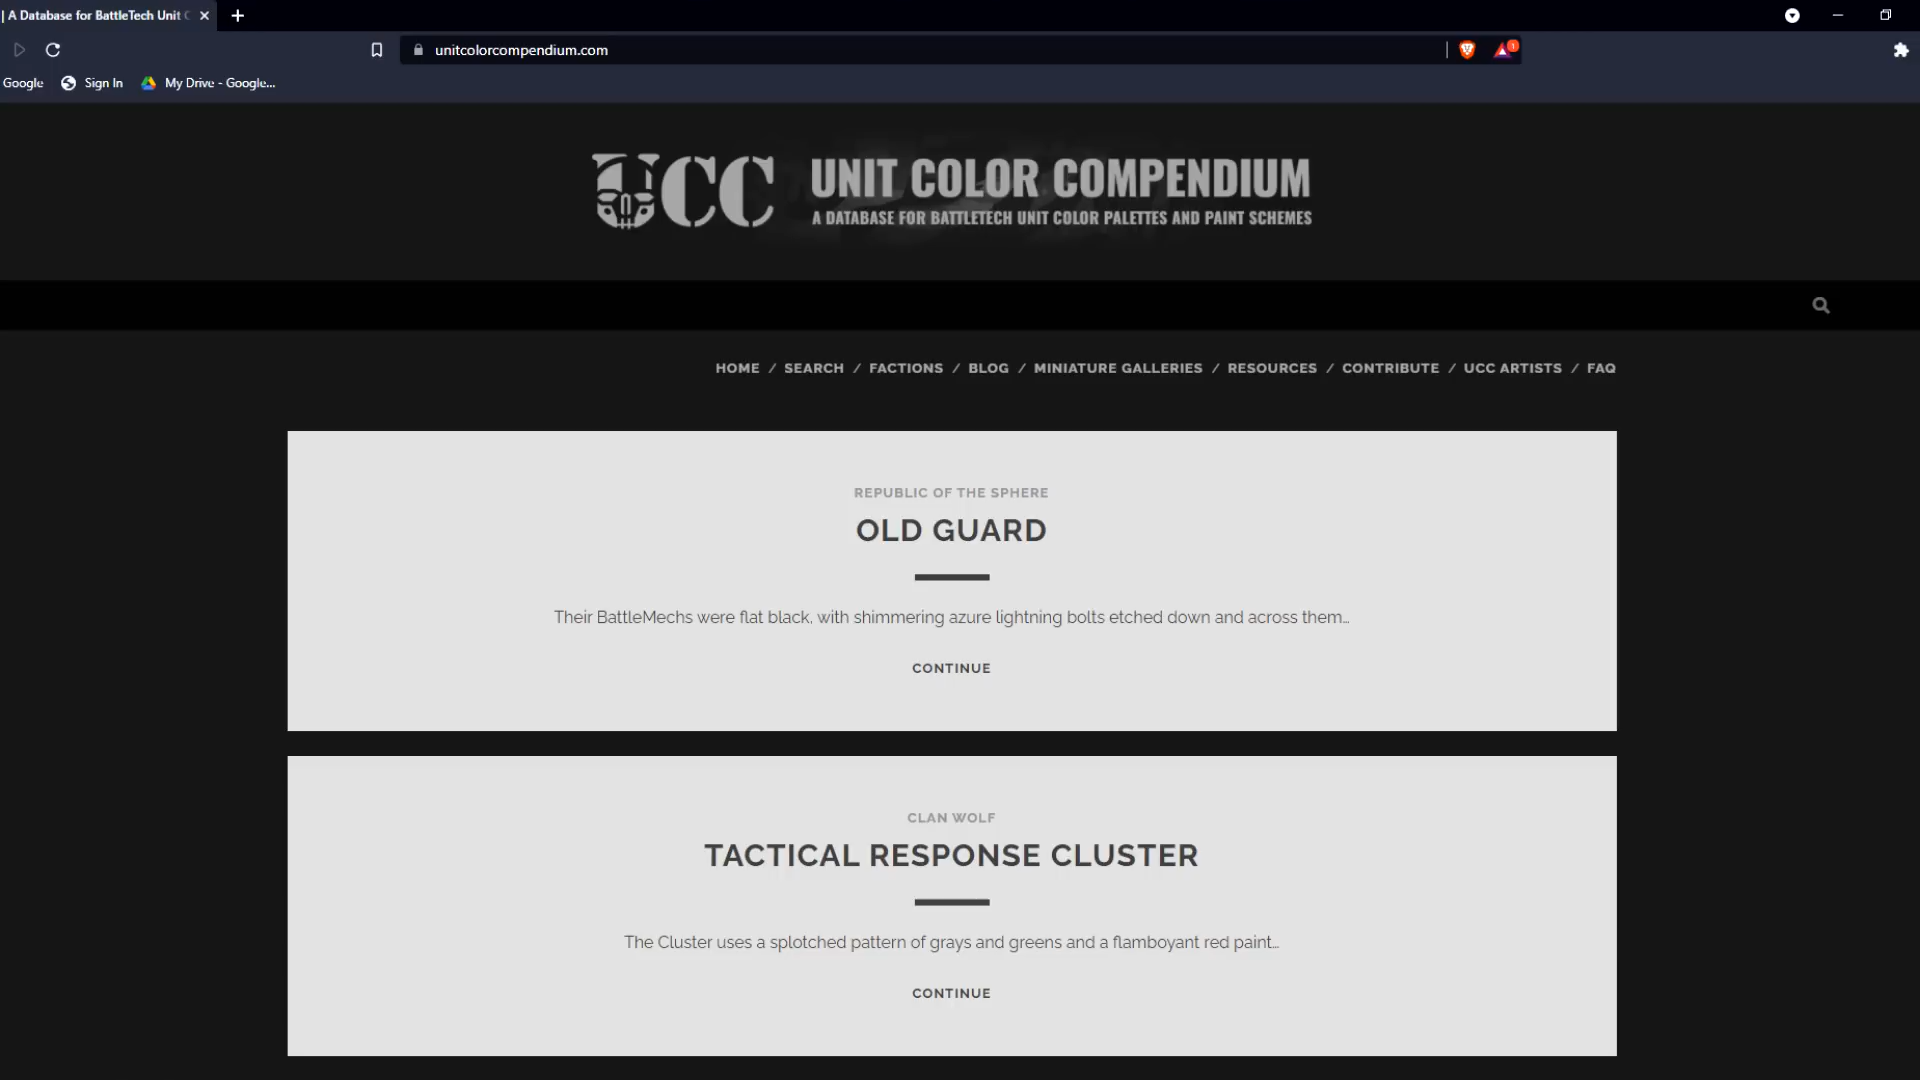 | A Database for BattleTech Unit C
unitcolorcompendium.com
1
Google
Sign In
My Drive - Google...
UCC
UNIT COLOR COMPENDIUM
A DATABASE FOR BATTLETECH UNIT COLOR PALETTES AND PAINT SCHEMES
HOME / SEARCH / FACTIONS / BLOG / MINIATURE GALLERIES / RESOURCES / CONTRIBUTE / UCC ARTISTS / FAQ
REPUBLIC OF THE SPHERE
OLD GUARD
Their BattleMechs were flat black, with shimmering azure lightning bolts etched down and across them…
CONTINUE
CLAN WOLF
TACTICAL RESPONSE CLUSTER
The Cluster uses a splotched pattern of grays and greens and a flamboyant red paint…
CONTINUE